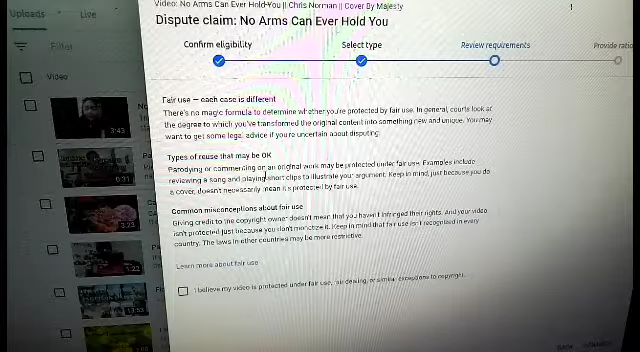 Video: No Arms Can Ever Hold You || Chris Norman || Cover By Majesty
Uploads
Live
Dispute claim: No Arms Can Ever Hold You
Confirm eligibility
Select type
Review requirements
Provide ratio
Filter
Video
Fair use — each case is different
There's no magic formula to determine whether you're protected by fair use. In general, courts look at
the degree to which you've transformed the original content into something new and unique. You may
want to get some legal advice if you're uncertain about disputing.
3:43
Types of reuse that may be OK
Parodying or commenting on an original work may be protected under fair use. Examples include
reviewing a song and playing short clips to illustrate your argument. Keep in mind, just because you do
a cover, doesn't necessarily mean it's protected by fair use.
Common misconceptions about fair use
Giving credit to the copyright owner doesn't mean that you haven't infringed their rights. And your video
isn't protected just because you don't monetize it. Keep in mind that fair use isn't recognized in every
country. The laws in other countries may be more restrictive.
3:23
Learn more about fair use
1:22
I believe my video is protected under fair use, fair dealing, or similar exceptions to copyright.
13:53